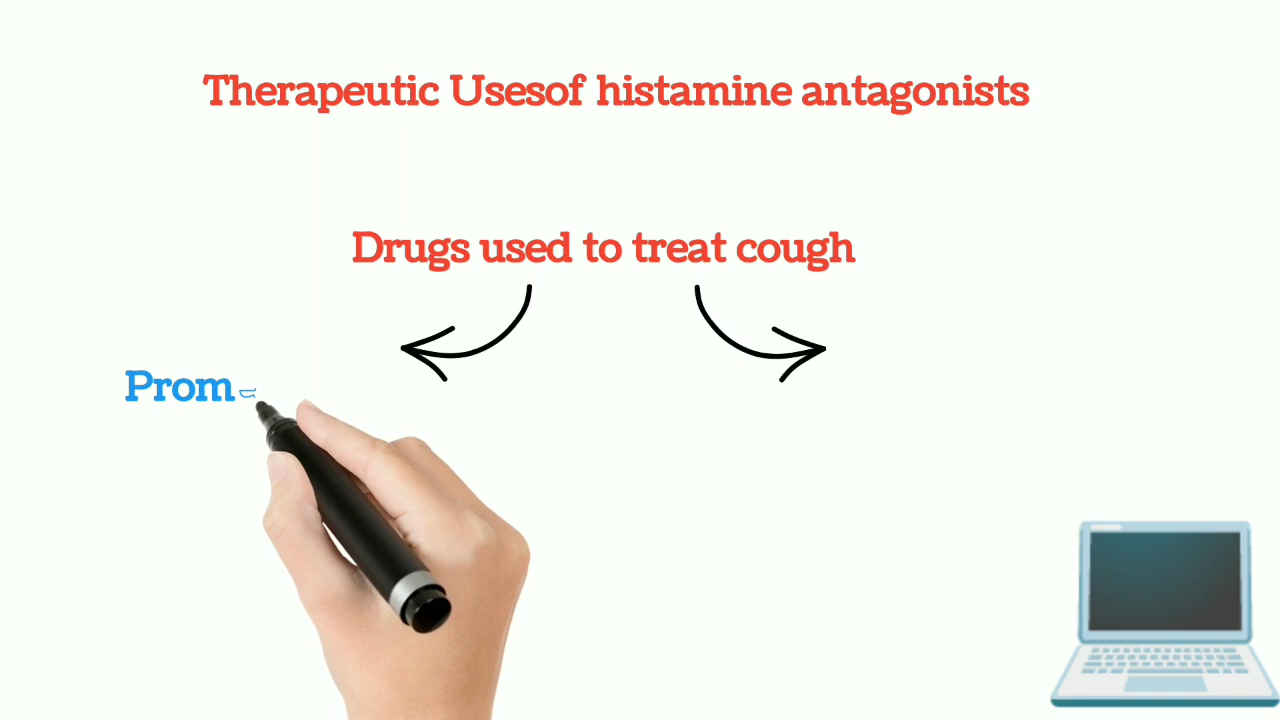 Therapeutic Usesof histamine antagonists
Drugs used to treat cough
Prom